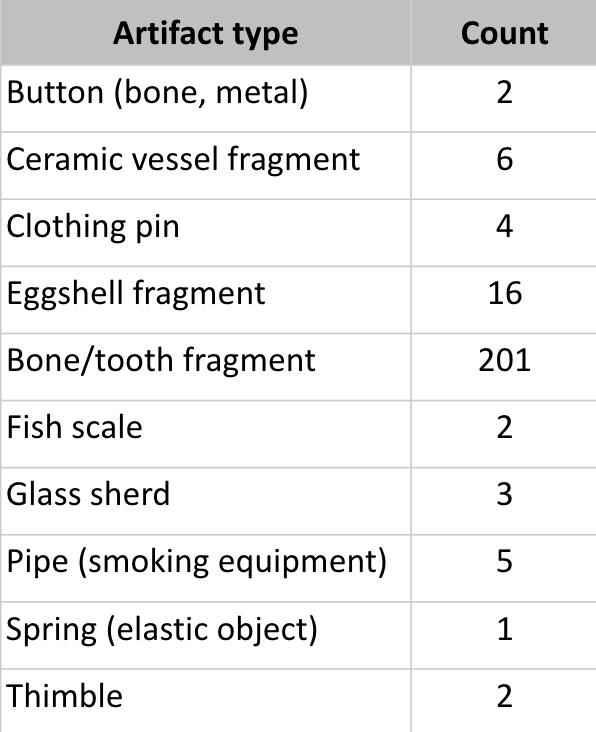 Artifact type Count
Button (bone, metal) 2
Ceramic vessel fragment 6
Clothing pin 4
Eggshell fragment 16
Bone/tooth fragment 201
Fish scale 2
Glass sherd 3
Pipe (smoking equipment) 5
Spring (elastic object) 1
Thimble 2